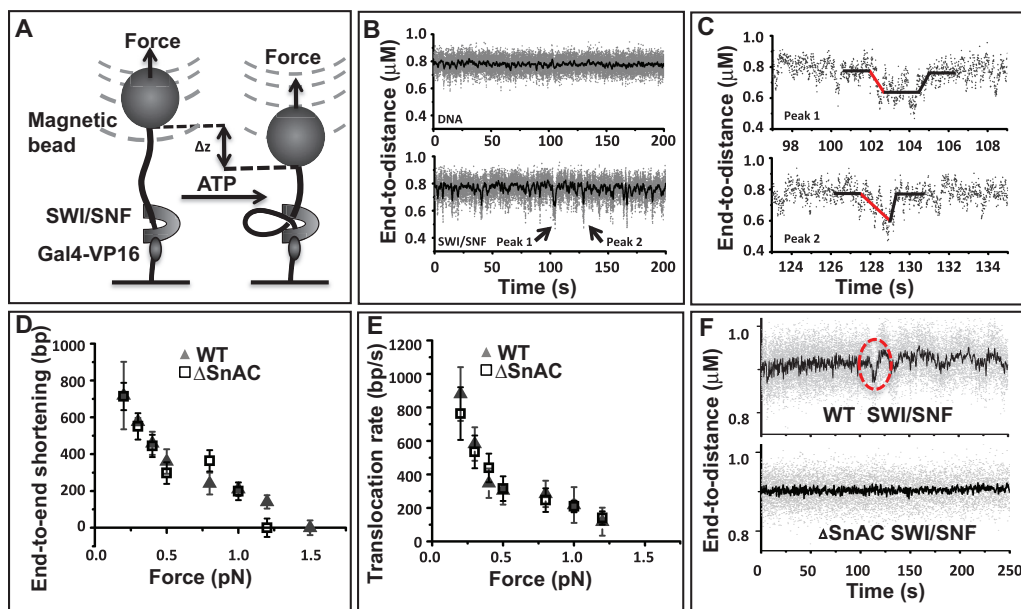 A
Force
Force
Magnetic
bead
Δz
ATP
SWI/SNF
Gal4-VP16
B
End-to-distance (μM)
1.0
0.8
0.6
0.4
DNA
0 50 100 150 200
1.0
0.8
0.6
0.4
SWI/SNF
Peak 1
Peak 2
0 50 100 150 200
Time (s)
C
End-to-distance (μM)
1.0
0.8
0.6
0.4
Peak 1
98 100 102 104 106 108
1.0
0.8
0.6
0.4
Peak 2
124 126 128 130 132 134
Time (s)
D
End-to-end shortening (bp)
1000
800
600
400
200
0
WT
ΔSnAC
0.0 0.5 1.0 1.5
Force (pN)
E
Translocation rate (bp/s)
1200
1000
800
600
400
200
0
WT
ΔSnAC
0.0 0.5 1.0 1.5
Force (pN)
F
End-to-distance (μM)
1.0
0.8
WT SWI/SNF
1.0
0.8
ΔSnAC SWI/SNF
0 50 100 150 200 250
Time (s)